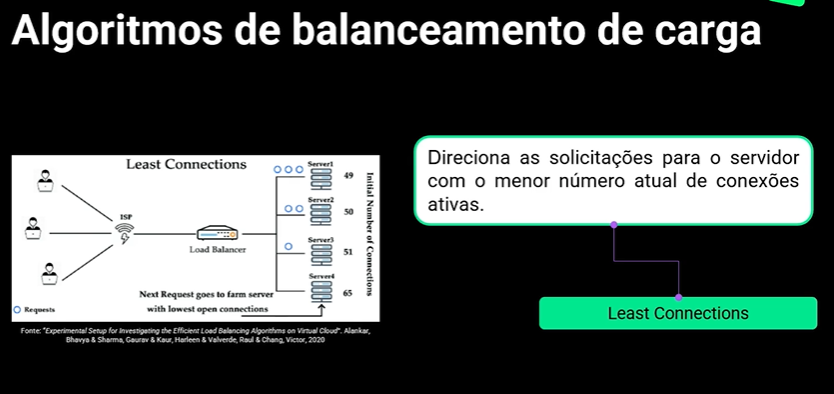 Algoritmos de balanceamento de carga
Least Connections
Server1
49
Server2
50
Server3
51
Server4
65
Initial Number of Connections
ISP
Load Balancer
Next Request goes to farm server
with lowest open connections
Requests
Fonte: "Experimental Setup for Investigating the Efficient Load Balancing Algorithms on Virtual Cloud". Alankar,
Bhavya & Sharma, Gaurav & Kaur, Harleen & Valverde, Raul & Chang, Victor, 2020
Direciona as solicitações para o servidor
com o menor número atual de conexões
ativas.
Least Connections